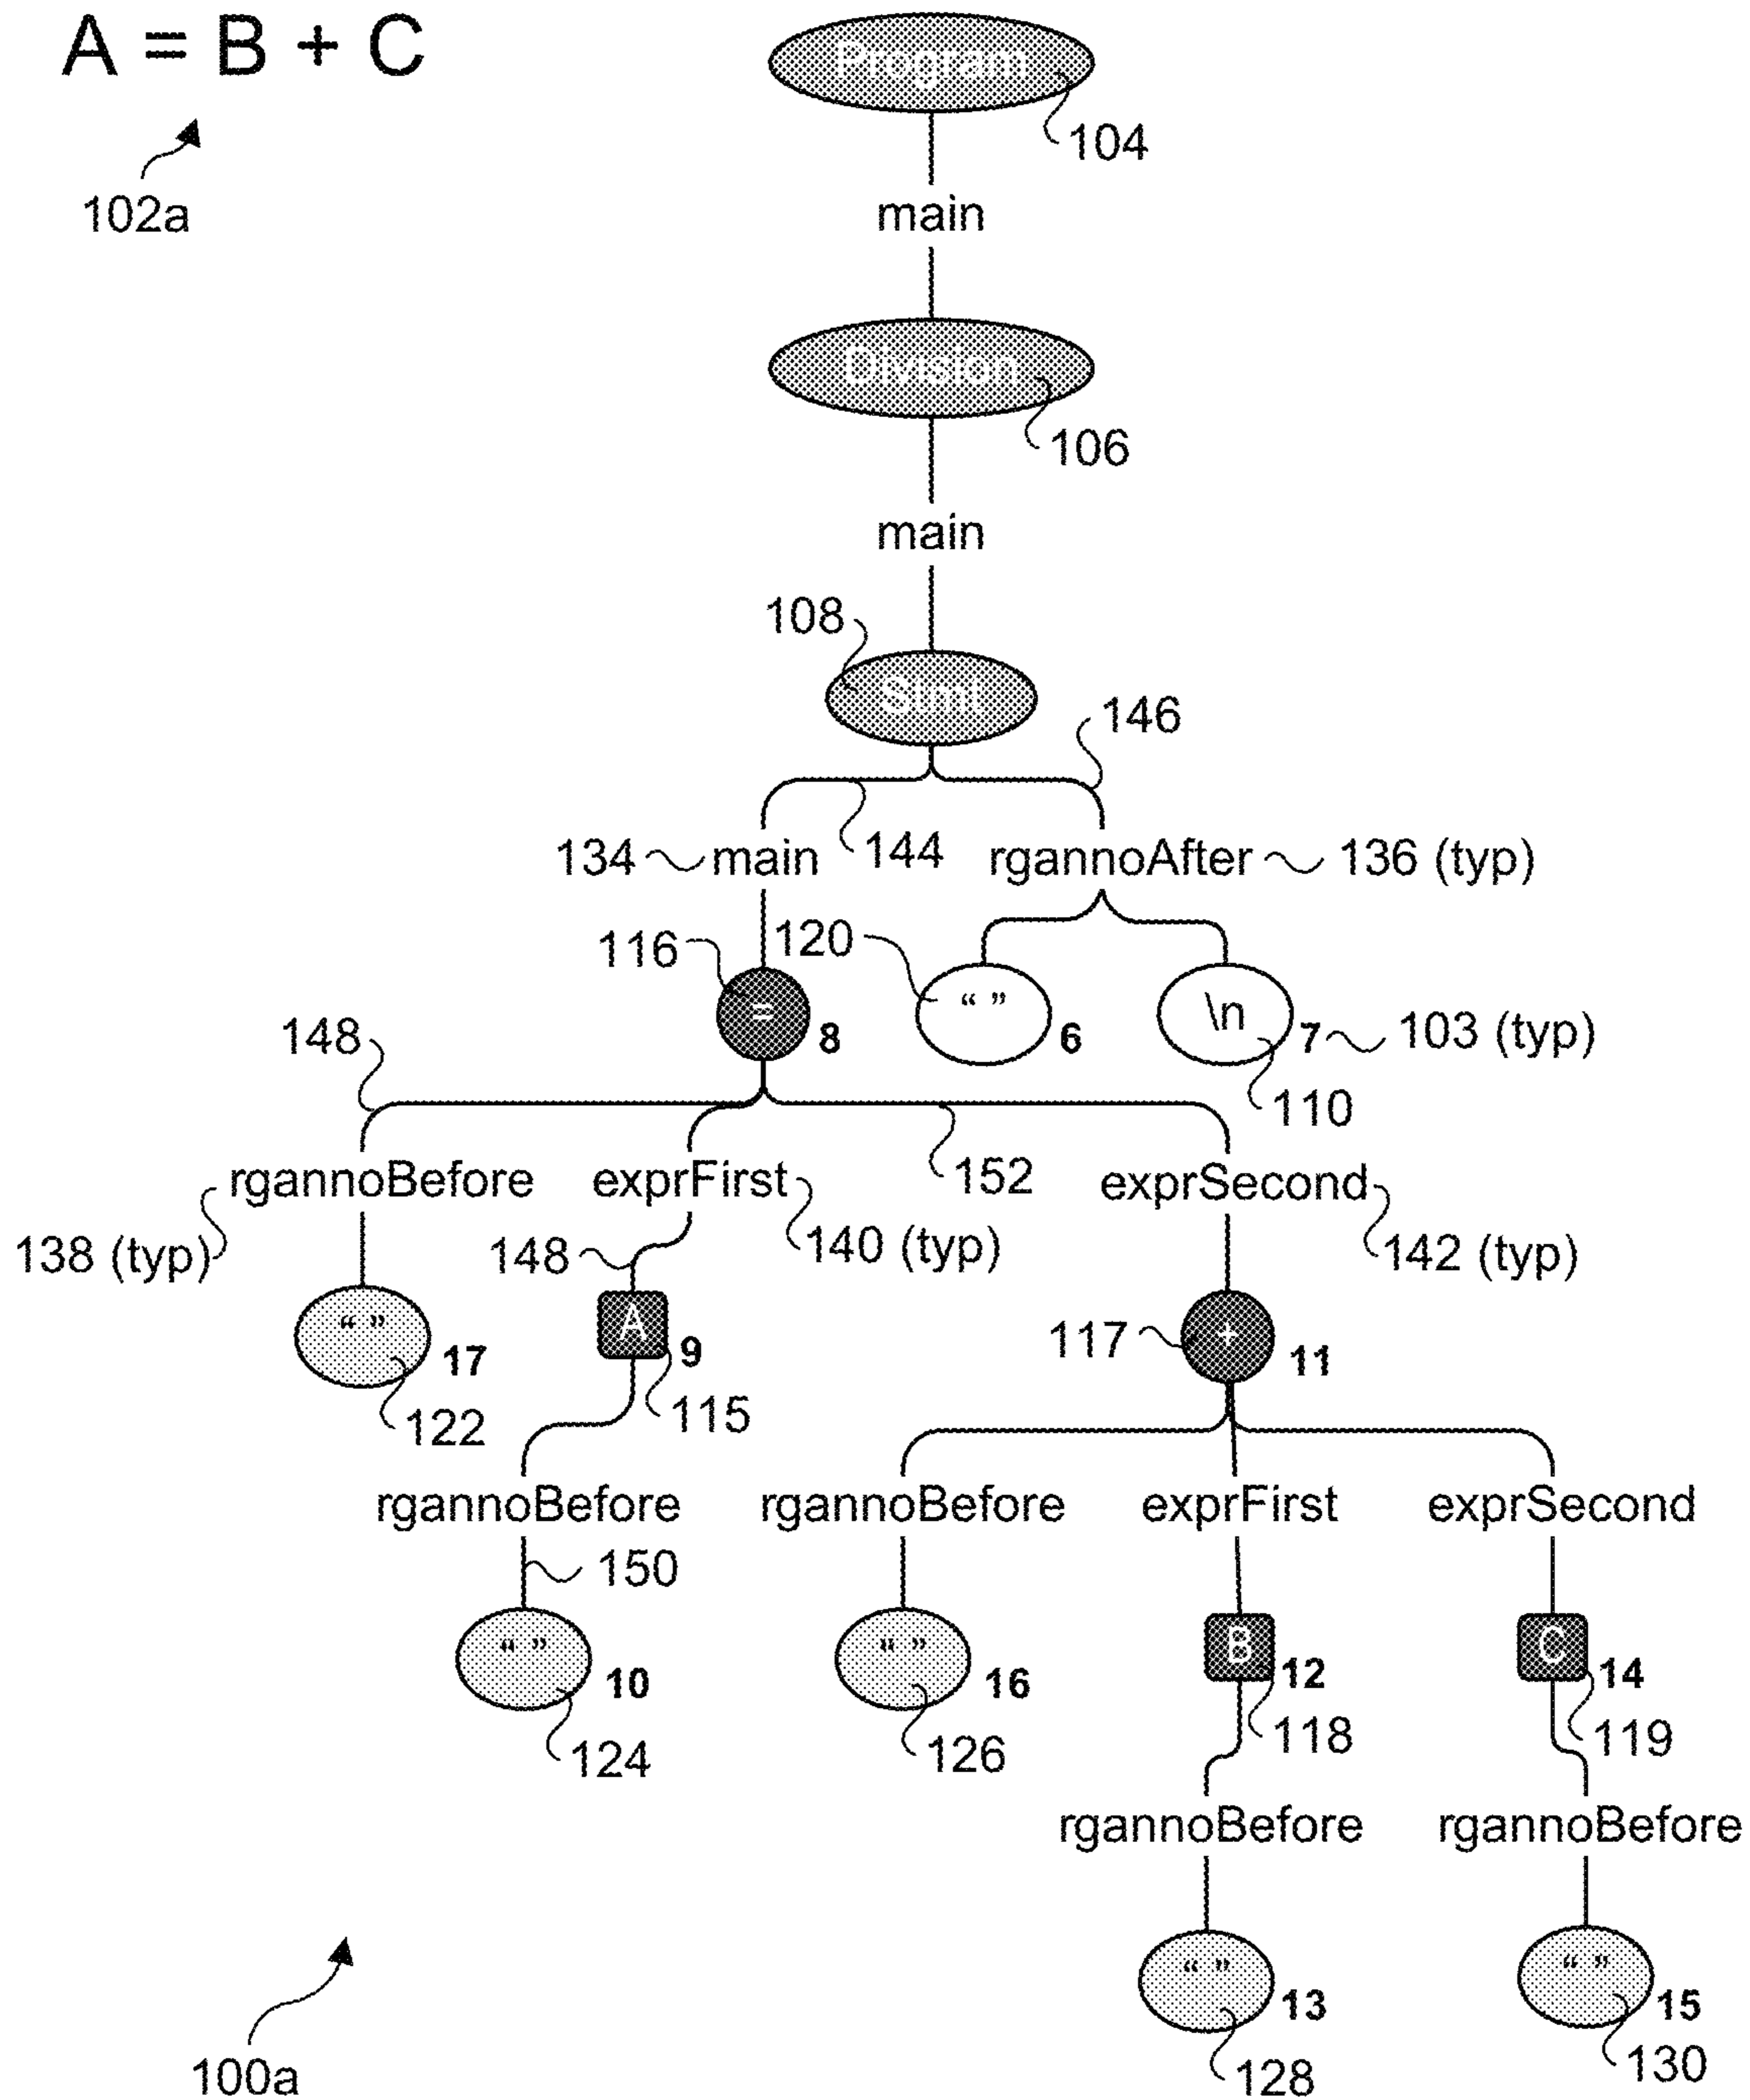 A = B + C
Program
104
102a
main
Division
106
main
108
Stmt
146
134 main 144 rgannoAfter 136 (typ)
116 120
= 8 “ ” 6 \n 7 103 (typ)
148
110
rgannoBefore exprFirst 152 exprSecond
138 (typ) 148 140 (typ) 142 (typ)
“ ” 17 A 9 117 + 11
122 115
rgannoBefore rgannoBefore exprFirst exprSecond
150
“ ” 10 “ ” 16 B 12 C 14
124 126 118 119
rgannoBefore rgannoBefore
“ ” 13 “ ” 15
100a 128 130